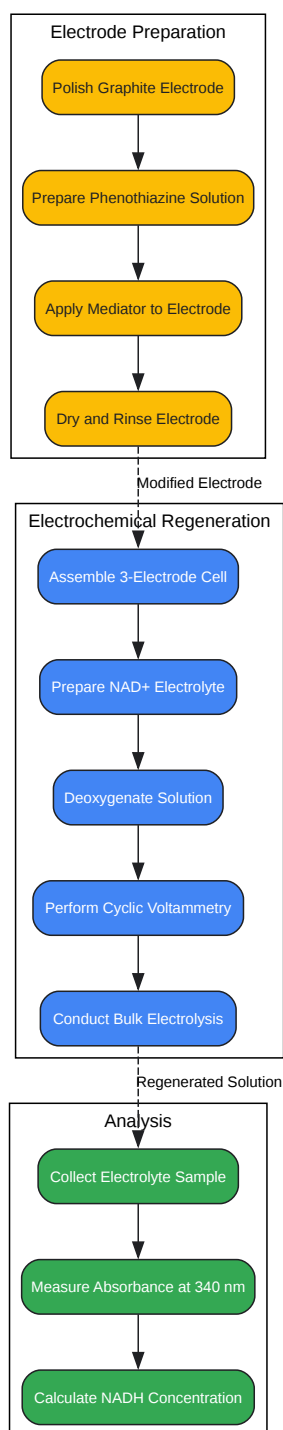 Electrode Preparation
Polish Graphite Electrode
Prepare Phenothiazine Solution
Apply Mediator to Electrode
Dry and Rinse Electrode
Modified Electrode
Electrochemical Regeneration
Assemble 3-Electrode Cell
Prepare NAD+ Electrolyte
Deoxygenate Solution
Perform Cyclic Voltammetry
Conduct Bulk Electrolysis
Regenerated Solution
Analysis
Collect Electrolyte Sample
Measure Absorbance at 340 nm
Calculate NADH Concentration